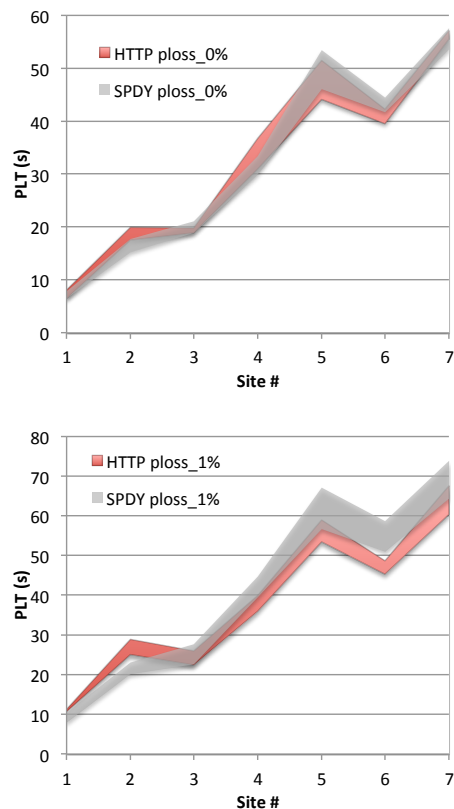 60
50
40
30
20
10
0
PLT (s)
HTTP ploss_0%
SPDY ploss_0%
1 2 3 4 5 6 7
Site #
80
70
60
50
40
30
20
10
0
PLT (s)
HTTP ploss_1%
SPDY ploss_1%
1 2 3 4 5 6 7
Site #